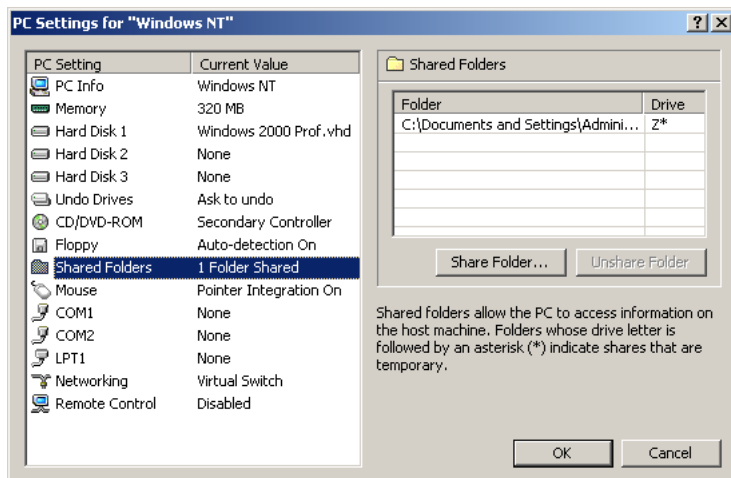 PC Settings for "Windows NT"
PC Setting Current Value
PC Info Windows NT
Memory 320 MB
Hard Disk 1 Windows 2000 Prof.vhd
Hard Disk 2 None
Hard Disk 3 None
Undo Drives Ask to undo
CD/DVD-ROM Secondary Controller
Floppy Auto-detection On
Shared Folders 1 Folder Shared
Mouse Pointer Integration On
COM1 None
COM2 None
LPT1 None
Networking Virtual Switch
Remote Control Disabled
Shared Folders
Folder Drive
C:\Documents and Settings\Admini... Z*
Share Folder... Unshare Folder
Shared folders allow the PC to access information on
the host machine. Folders whose drive letter is
followed by an asterisk (*) indicate shares that are
temporary.
OK Cancel